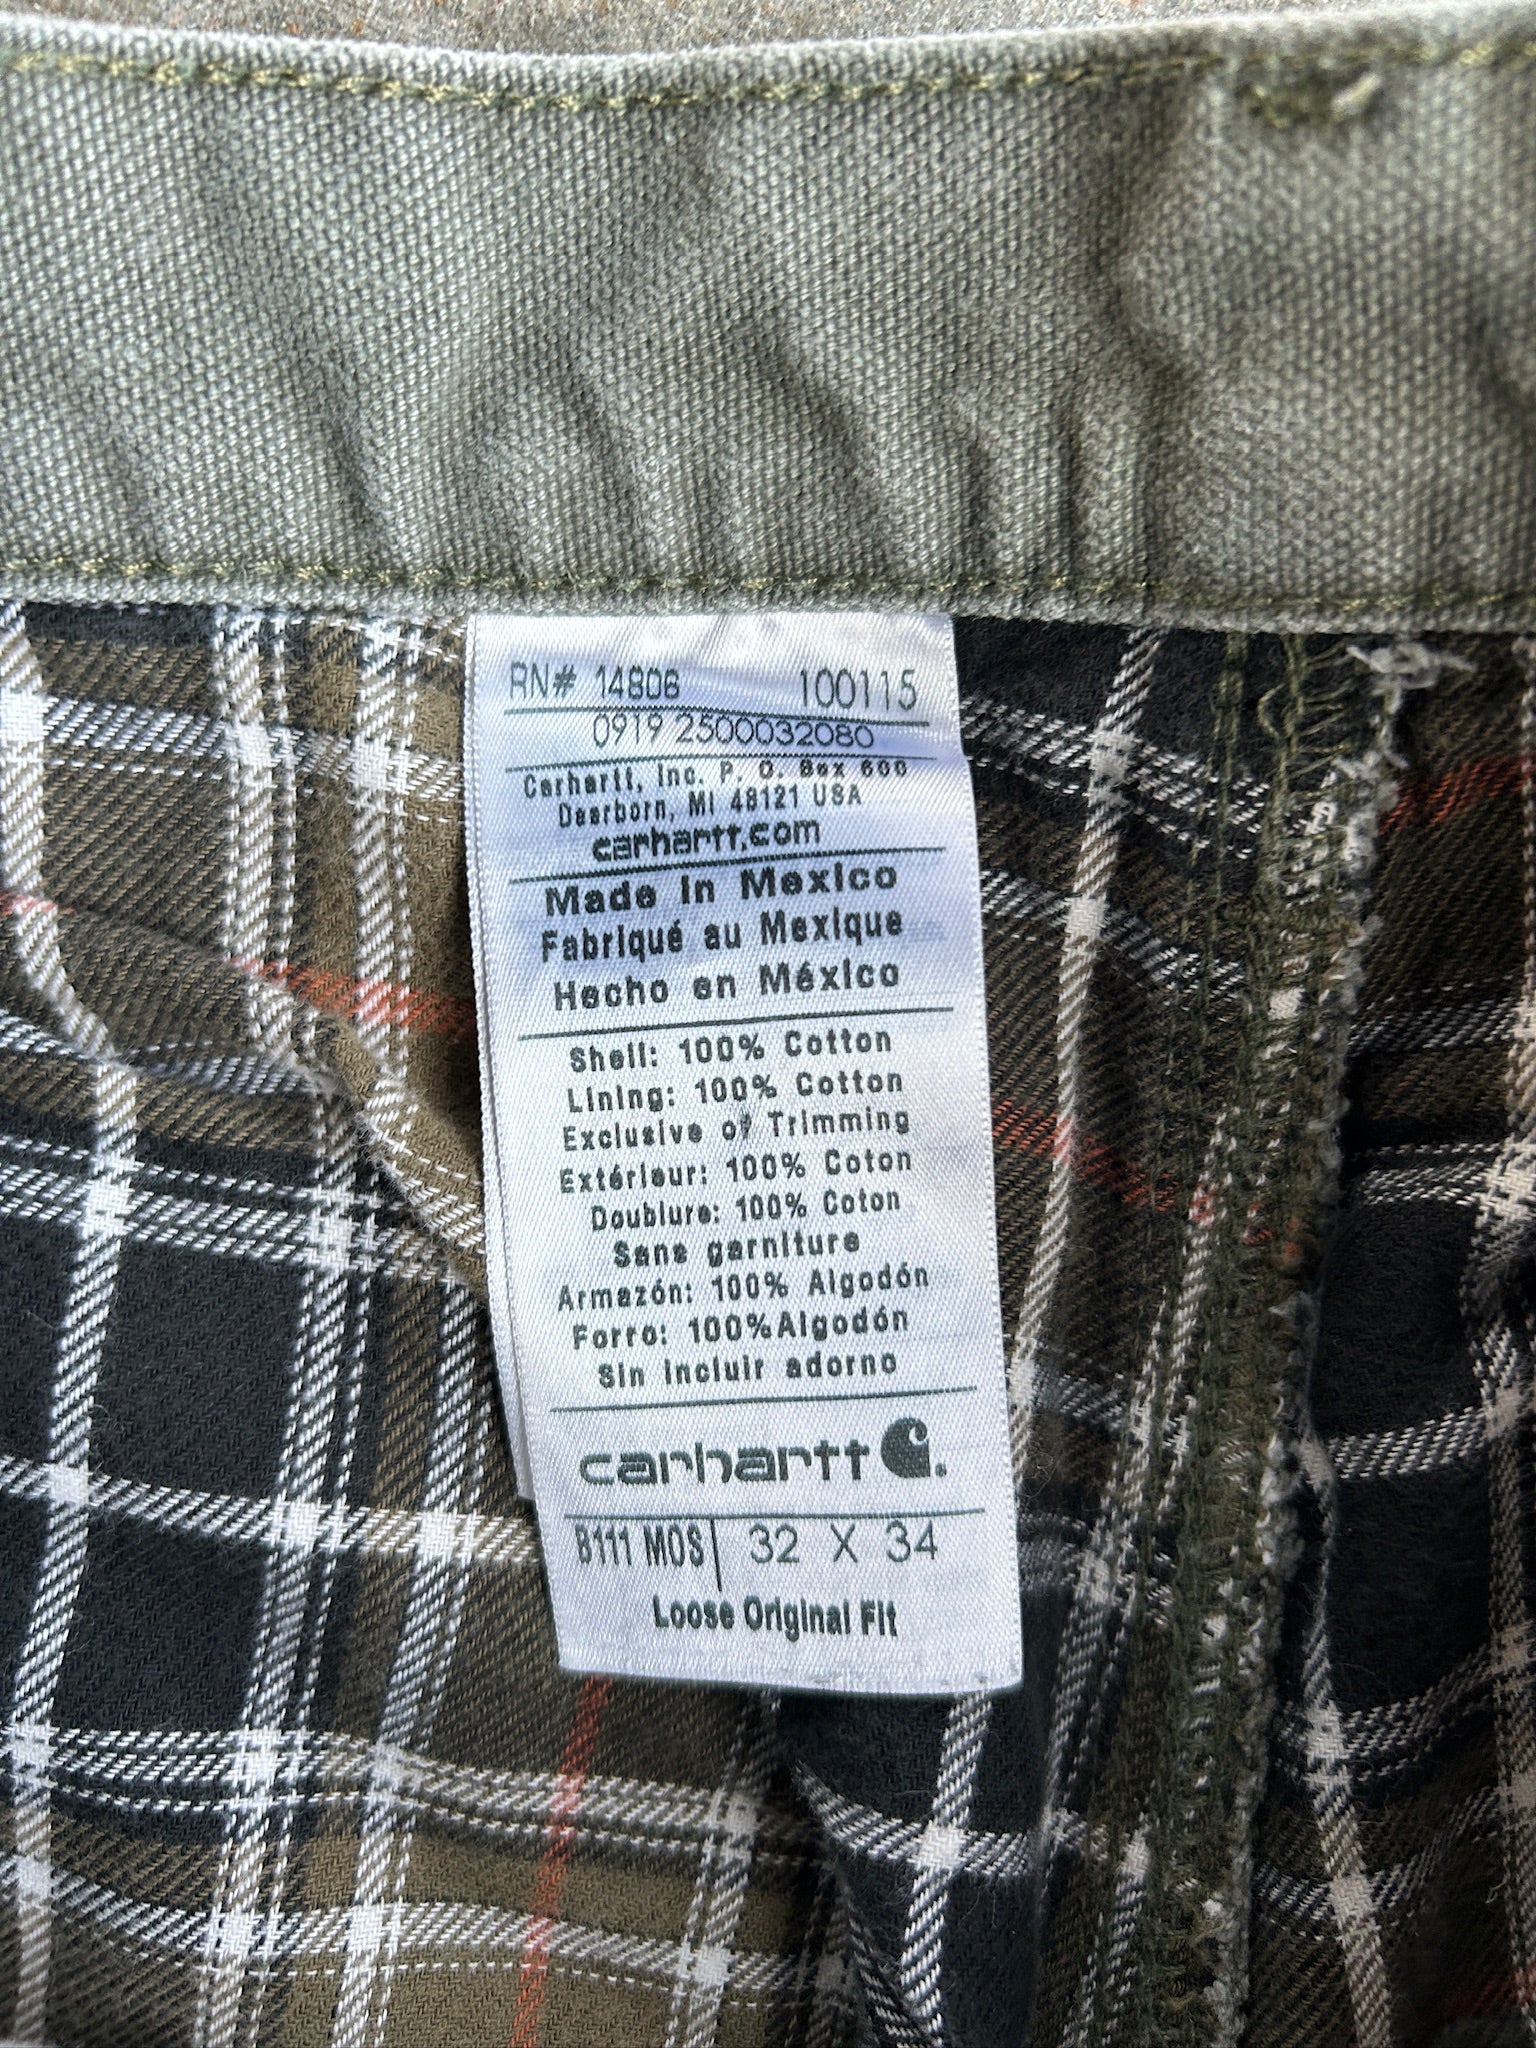 RN# 14806 100115
0919 2500032080
Carhartt, Inc. P. O. Box 600
Dearborn, MI 48121 USA
carhartt.com
Made in Mexico
Fabriqué au Mexique
Hecho en México
Shell: 100% Cotton
Lining: 100% Cotton
Exclusive of Trimming
Extérieur: 100% Coton
Doublure: 100% Coton
Sans garniture
Armazón: 100% Algodón
Forro: 100%Algodón
Sin incluir adorno
carhartt
B111 MOS 32 X 34
Loose Original Fit